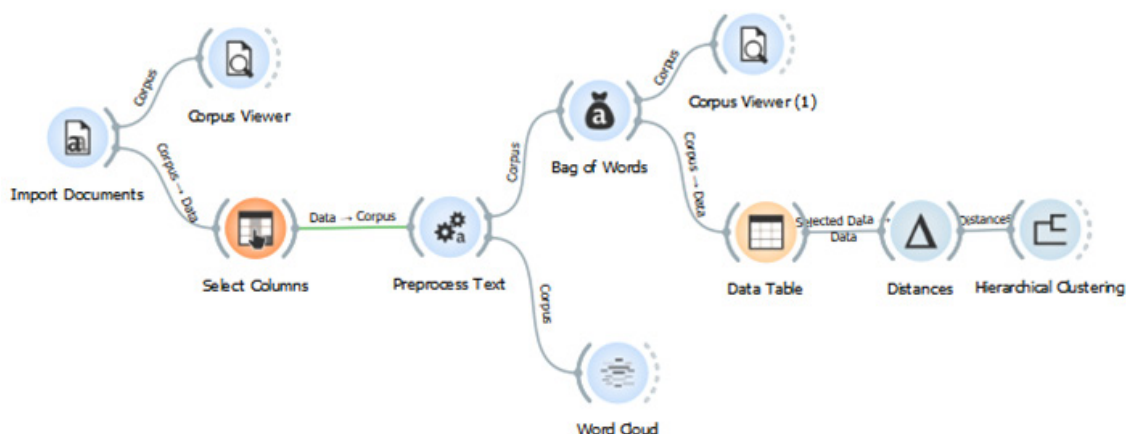 Corpus
Corpus Viewer
Import Documents
Corpus → Data
Select Columns
Data → Corpus
Preprocess Text
Corpus
Bag of Words
Corpus
Corpus Viewer (1)
Corpus → Data
Data Table
Selected Data →
Data
Distances
Distances
Hierarchical Clustering
Corpus
Word Cloud